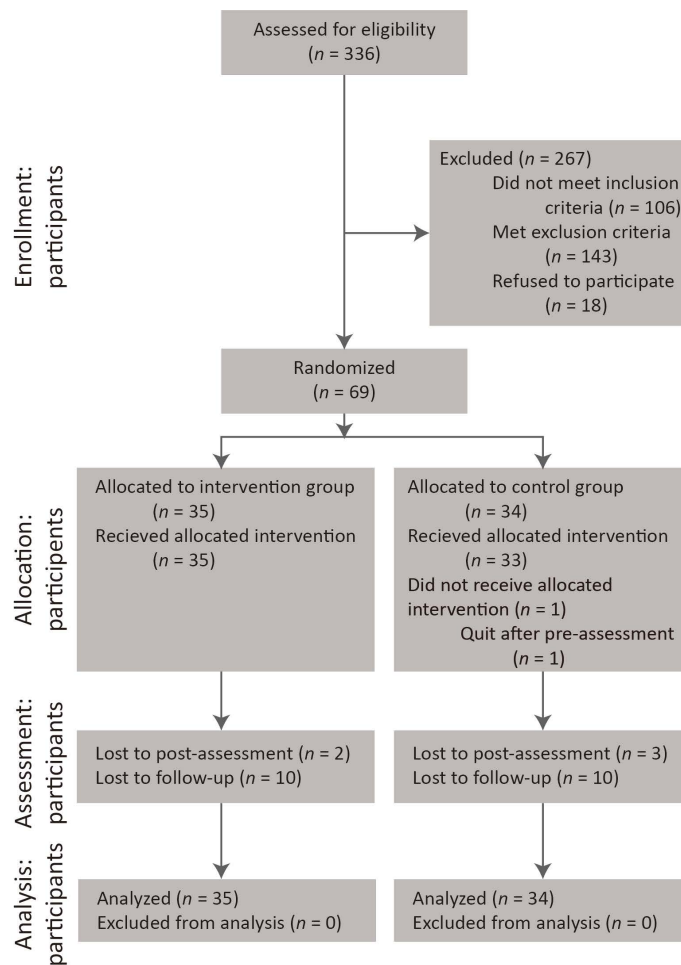 Assessed for eligibility
(n = 336)
Enrollment:
participants
Excluded (n = 267)
Did not meet inclusion
criteria (n = 106)
Met exclusion criteria
(n = 143)
Refused to participate
(n = 18)
Randomized
(n = 69)
Allocation:
participents
Allocated to intervention group
(n = 35)
Recieved allocated intervention
(n = 35)
Allocated to control group
(n = 34)
Recieved allocated intervention
(n = 33)
Did not receive allocated
intervention (n = 1)
Quit after pre-assessment
(n = 1)
Assessment:
participants
Lost to post-assessment (n = 2)
Lost to follow-up (n = 10)
Lost to post-assessment (n = 3)
Lost to follow-up (n = 10)
Analysis:
participants
Analyzed (n = 35)
Excluded from analysis (n = 0)
Analyzed (n = 34)
Excluded from analysis (n = 0)